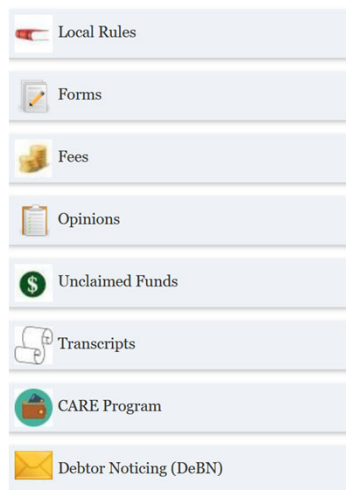 Local Rules
Forms
Fees
Opinions
$
Unclaimed Funds
Transcripts
CARE Program
Debtor Noticing (DeBN)